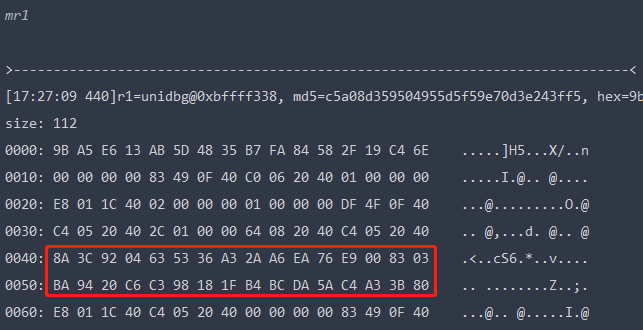 mr1
>-----------------------------------------------------------------------------<
[17:27:09 440]r1=unidbg@0xbffff338, md5=c5a08d359504955d5f59e70d3e243ff5, hex=9b
size: 112
0000: 9B A5 E6 13 AB 5D 48 35 B7 FA 84 58 2F 19 C4 6E    .....]H5...X/..n
0010: 00 00 00 00 83 49 0F 40 C0 06 20 40 01 00 00 00    .....I.@.. @....
0020: E8 01 1C 40 02 00 00 00 01 00 00 00 DF 4F 0F 40    ...@.........O.@
0030: C4 05 20 40 2C 01 00 00 64 08 20 40 C4 05 20 40    .. @,...d. @.. @
0040: 8A 3C 92 04 63 53 36 A3 2A A6 EA 76 E9 00 83 03    .<..cS6.*..v....
0050: BA 94 20 C6 C3 98 18 1F B4 BC DA 5A C4 A3 3B 80    .. ........Z..;.
0060: E8 01 1C 40 C4 05 20 40 00 00 00 00 83 49 0F 40    ...@.. @.....I.@